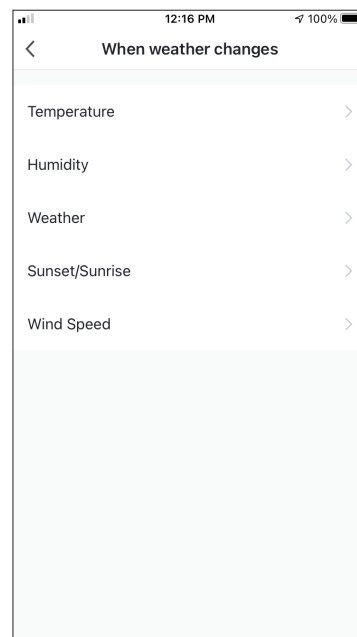 12:16 PM 100%
When weather changes
Temperature
Humidity
Weather
Sunset/Sunrise
Wind Speed